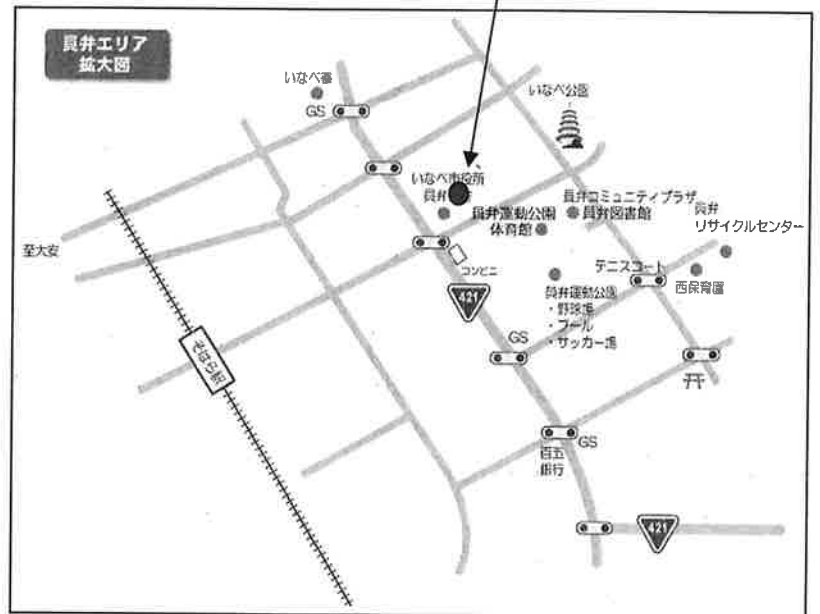 員弁エリア
拡大図
いなべ署
GS
いなべ公園
いなべ市役所
員弁
員弁運動公園
体育館
員弁コミュニティプラザ
員弁図書館
員弁
リサイクルセンター
至大安
コンビニ
テニスコート
西保育園
421
員弁運動公園
・野球場
・プール
・サッカー場
GS
GS
百五
銀行
421